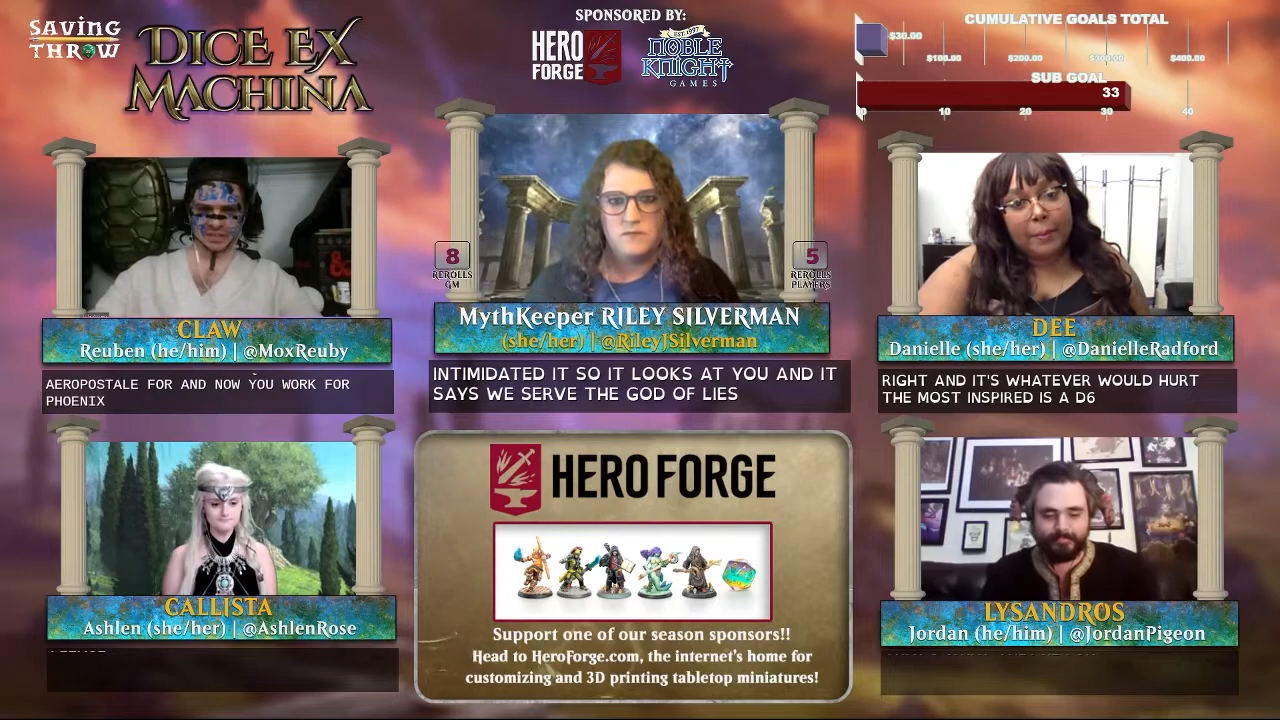 SAVING
THROW
DICE EX
MACHINA
SPONSORED BY:
HERO
FORGE
EST. 1997
NOBLE
KNIGHT
GAMES
CUMULATIVE GOALS TOTAL
$30.00
$100.00 $200.00 $300.00 $400.00
SUB GOAL
33
0 10 20 30 40
8
REROLLS
GM
5
REROLLS
PLAYERS
CLAW
Reuben (he/him) | @MoxReuby
AEROPOSTALE FOR AND NOW YOU WORK FOR
PHOENIX
MythKeeper RILEY SILVERMAN
(she/her) | @RileyJSilverman
INTIMIDATED IT SO IT LOOKS AT YOU AND IT
SAYS WE SERVE THE GOD OF LIES
DEE
Danielle (she/her) | @DanielleRadford
RIGHT AND IT'S WHATEVER WOULD HURT
THE MOST INSPIRED IS A D6
CALLISTA
Ashlen (she/her) | @AshlenRose
HERO FORGE
Support one of our season sponsors!!
Head to HeroForge.com, the internet's home for
customizing and 3D printing tabletop miniatures!
LYSANDROS
Jordan (he/him) | @JordanPigeon